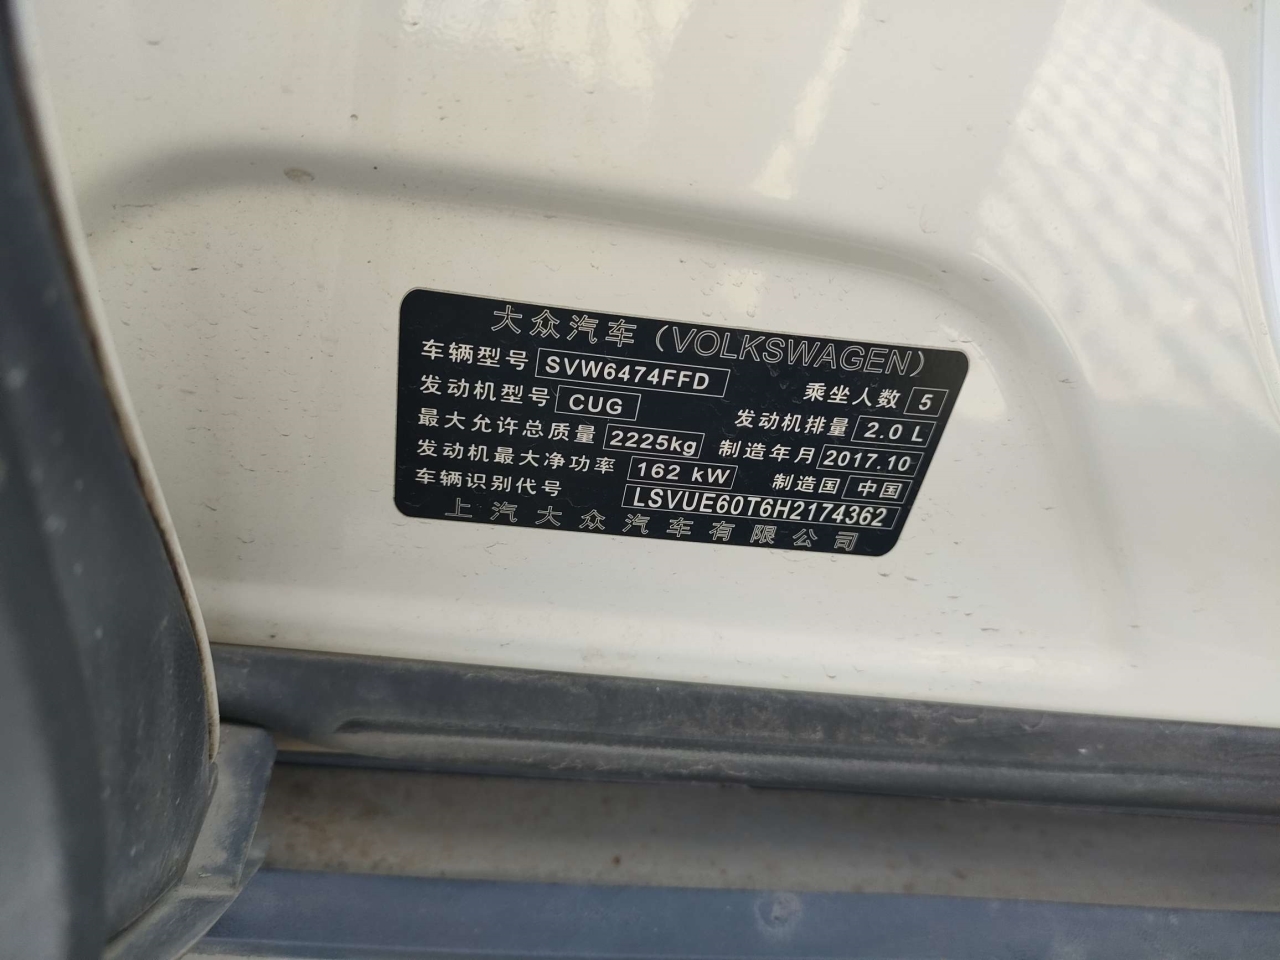 大众汽车（VOLKSWAGEN）
车辆型号 SVW6474FFD 乘坐人数 5
发动机型号 CUG 发动机排量 2.0 L
最大允许总质量 2225kg 制造年月 2017.10
发动机最大净功率 162 kW 制造国 中国
车辆识别代号 LSVUE60T6H2174362
上汽大众汽车有限公司